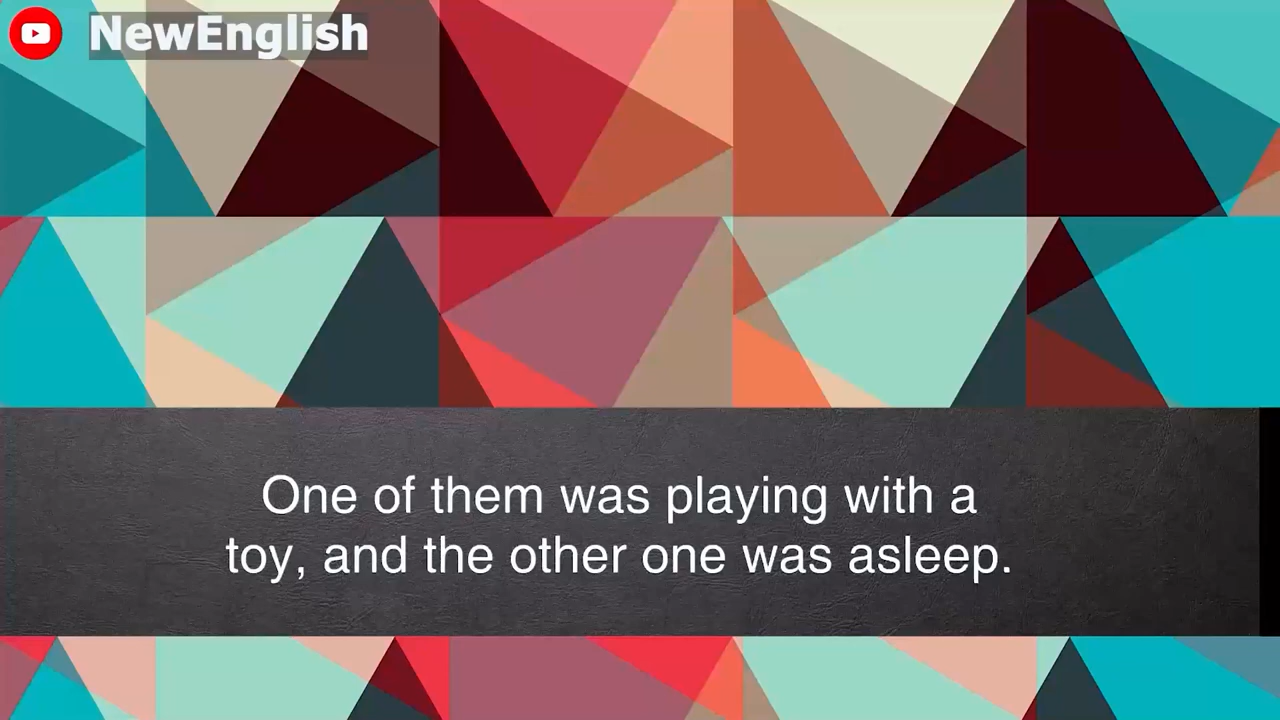 NewEnglish
One of them was playing with a
toy, and the other one was asleep.